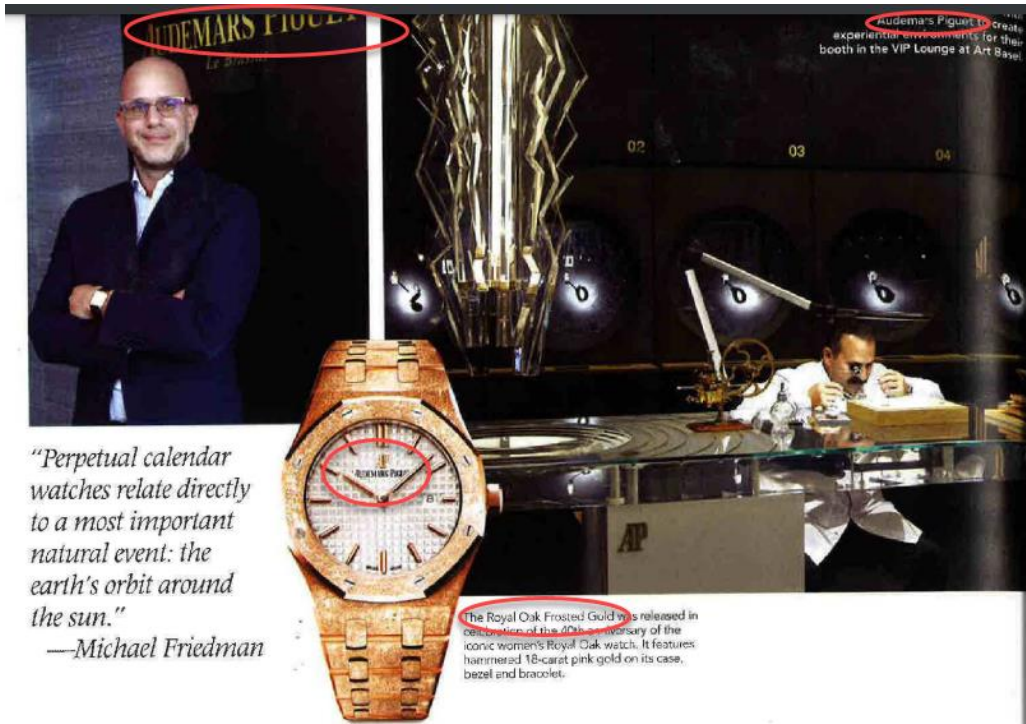 AUDEMARS PIGUET
Le Brassus
Audemars Piguet to create
experiential environments for their
booth in the VIP Lounge at Art Basel.
02
03
04
AUDEMARS PIGUET
AP
"Perpetual calendar
watches relate directly
to a most important
natural event: the
earth's orbit around
the sun."
—Michael Friedman
The Royal Oak Frosted Gold was released in
celebration of the 40th anniversary of the
iconic women's Royal Oak watch. It features
hammered 18-carat pink gold on its case,
bezel and bracelet.